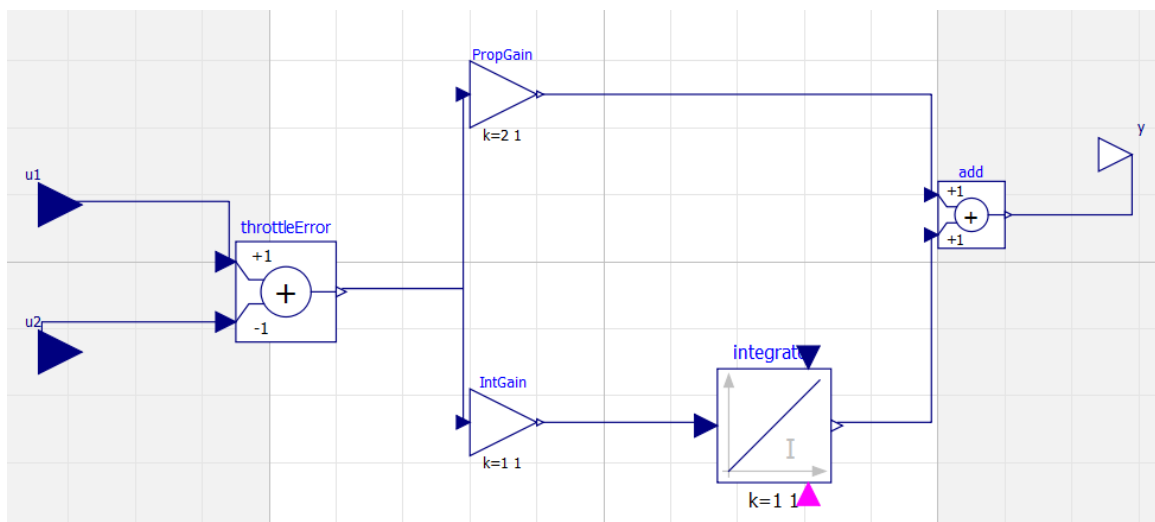 PropGain
k=2 1
y
u1
add
+1
+
+1
throttleError
+1
+
-1
u2
IntGain
k=1 1
integrat
I
k=1 1